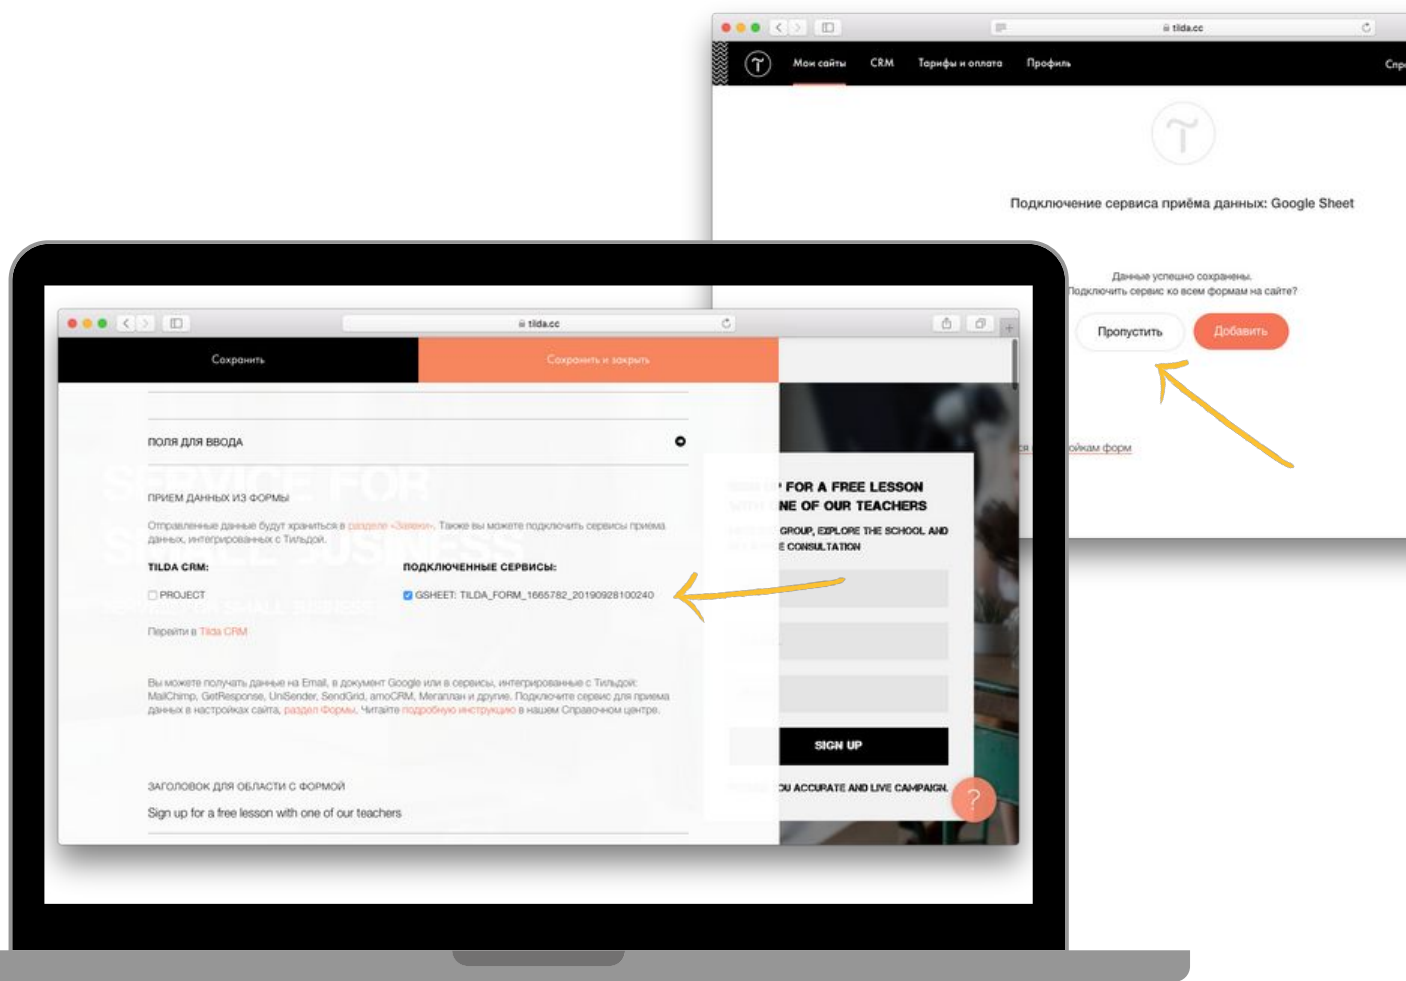 tilda.cc
Мои сайты
CRM
Тарифы и оплата
Профиль
Подключение сервиса приёма данных: Google Sheet
Данные успешно сохранены.
Подключить сервис ко всем формам на сайте?
Пропустить
Добавить
форм
tilda.cc
Сохранить
Сохранить и закрыть
ПОЛЯ ДЛЯ ВВОДА
SERVICE FOR
SMALL BUSINESS
ПРИЕМ ДАННЫХ ИЗ ФОРМЫ
Отправленные данные будут храниться в разделе «Заявки». Также вы можете подключить сервисы приема
данных, интегрированных с Тильдой.
TILDA CRM:
ПОДКЛЮЧЕННЫЕ СЕРВИСЫ:
PROJECT
GSHEET: TILDA_FORM_1665782_20190928100240
Перейти в Tilda CRM
Вы можете получать данные на Email, в документ Google или в сервисы, интегрированные с Тильдой:
MailChimp, GetResponse, UniSender, SendGrid, amoCRM, Мегаплан и другие. Подключите сервис для приема
данных в настройках сайта, раздел Формы. Читайте подробную инструкцию в нашем Справочном центре.
ЗАГОЛОВОК ДЛЯ ОБЛАСТИ С ФОРМОЙ
Sign up for a free lesson with one of our teachers
FOR A FREE LESSON
OF OUR TEACHERS
GROUP, EXPLORE THE SCHOOL AND
CONSULTATION
SIGN UP
ACCURATE AND LIVE CAMPAIGN.
?